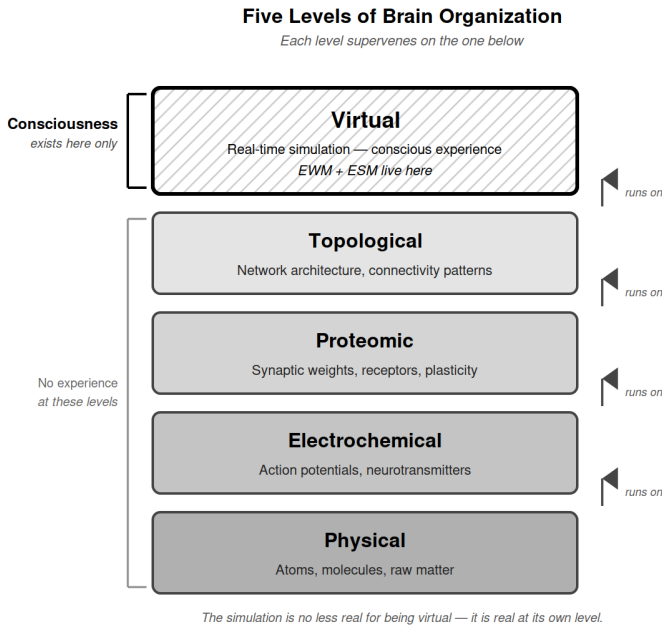 Five Levels of Brain Organization
Each level supervenes on the one below
Consciousness
exists here only
Virtual
Real-time simulation — conscious experience
EWM + ESM live here
runs on
Topological
Network architecture, connectivity patterns
runs on
Proteomic
Synaptic weights, receptors, plasticity
No experience
at these levels
runs on
Electrochemical
Action potentials, neurotransmitters
runs on
Physical
Atoms, molecules, raw matter
The simulation is no less real for being virtual — it is real at its own level.